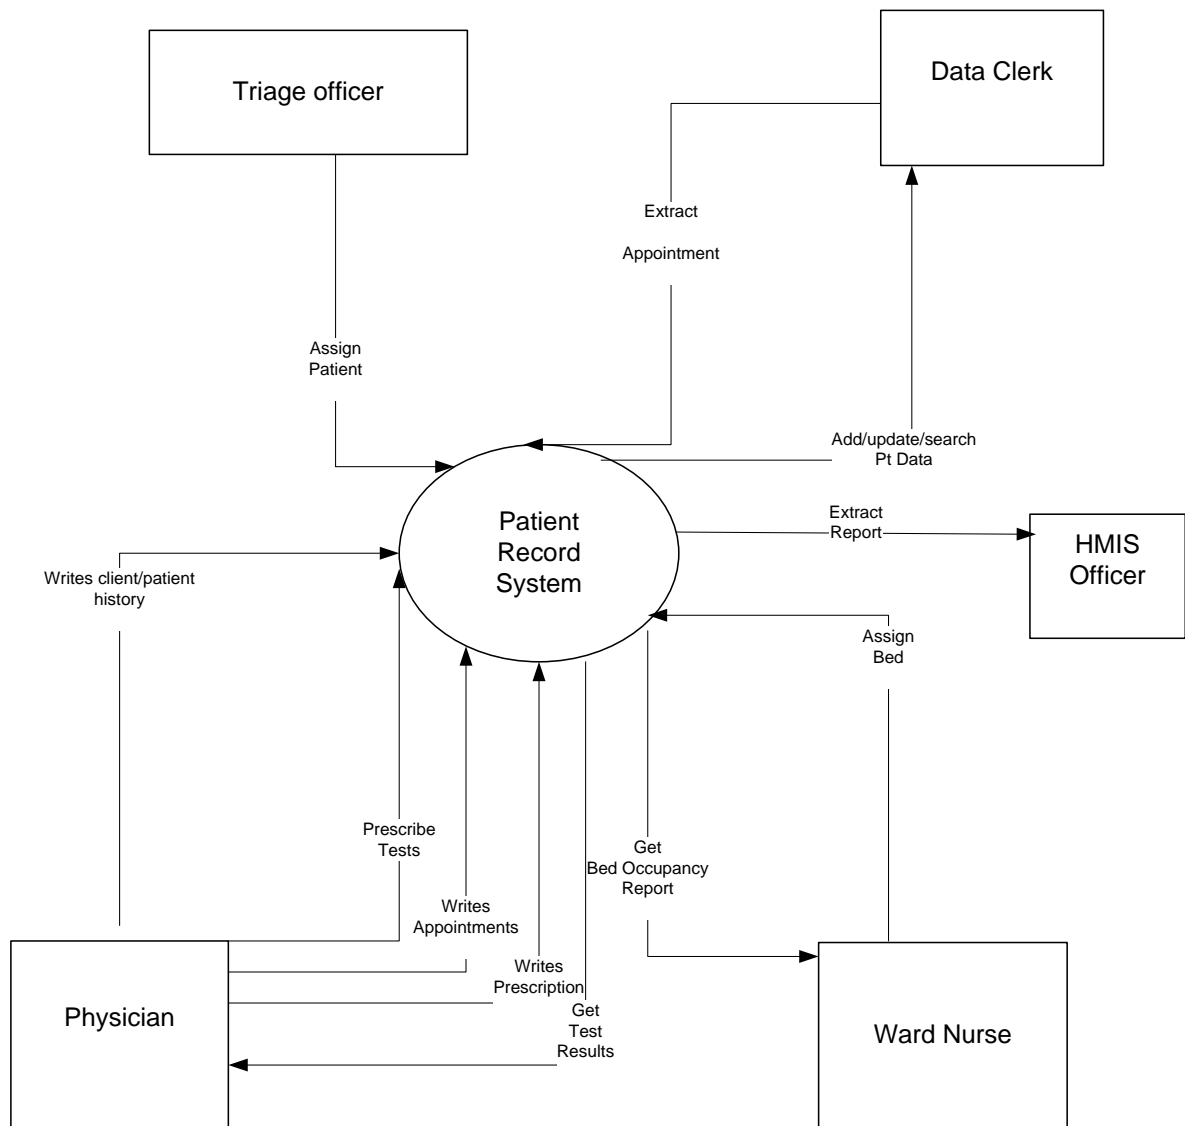 Triage officer
Data Clerk
Extract
Appointment
Assign
Patient
Add/update/search
Pt Data
Extract
Report
Patient
Record
System
HMIS
Officer
Writes client/patient
history
Assign
Bed
Prescribe
Tests
Get
Bed Occupancy
Report
Writes
Appointments
Writes
Prescription
Get
Test
Results
Physician
Ward Nurse